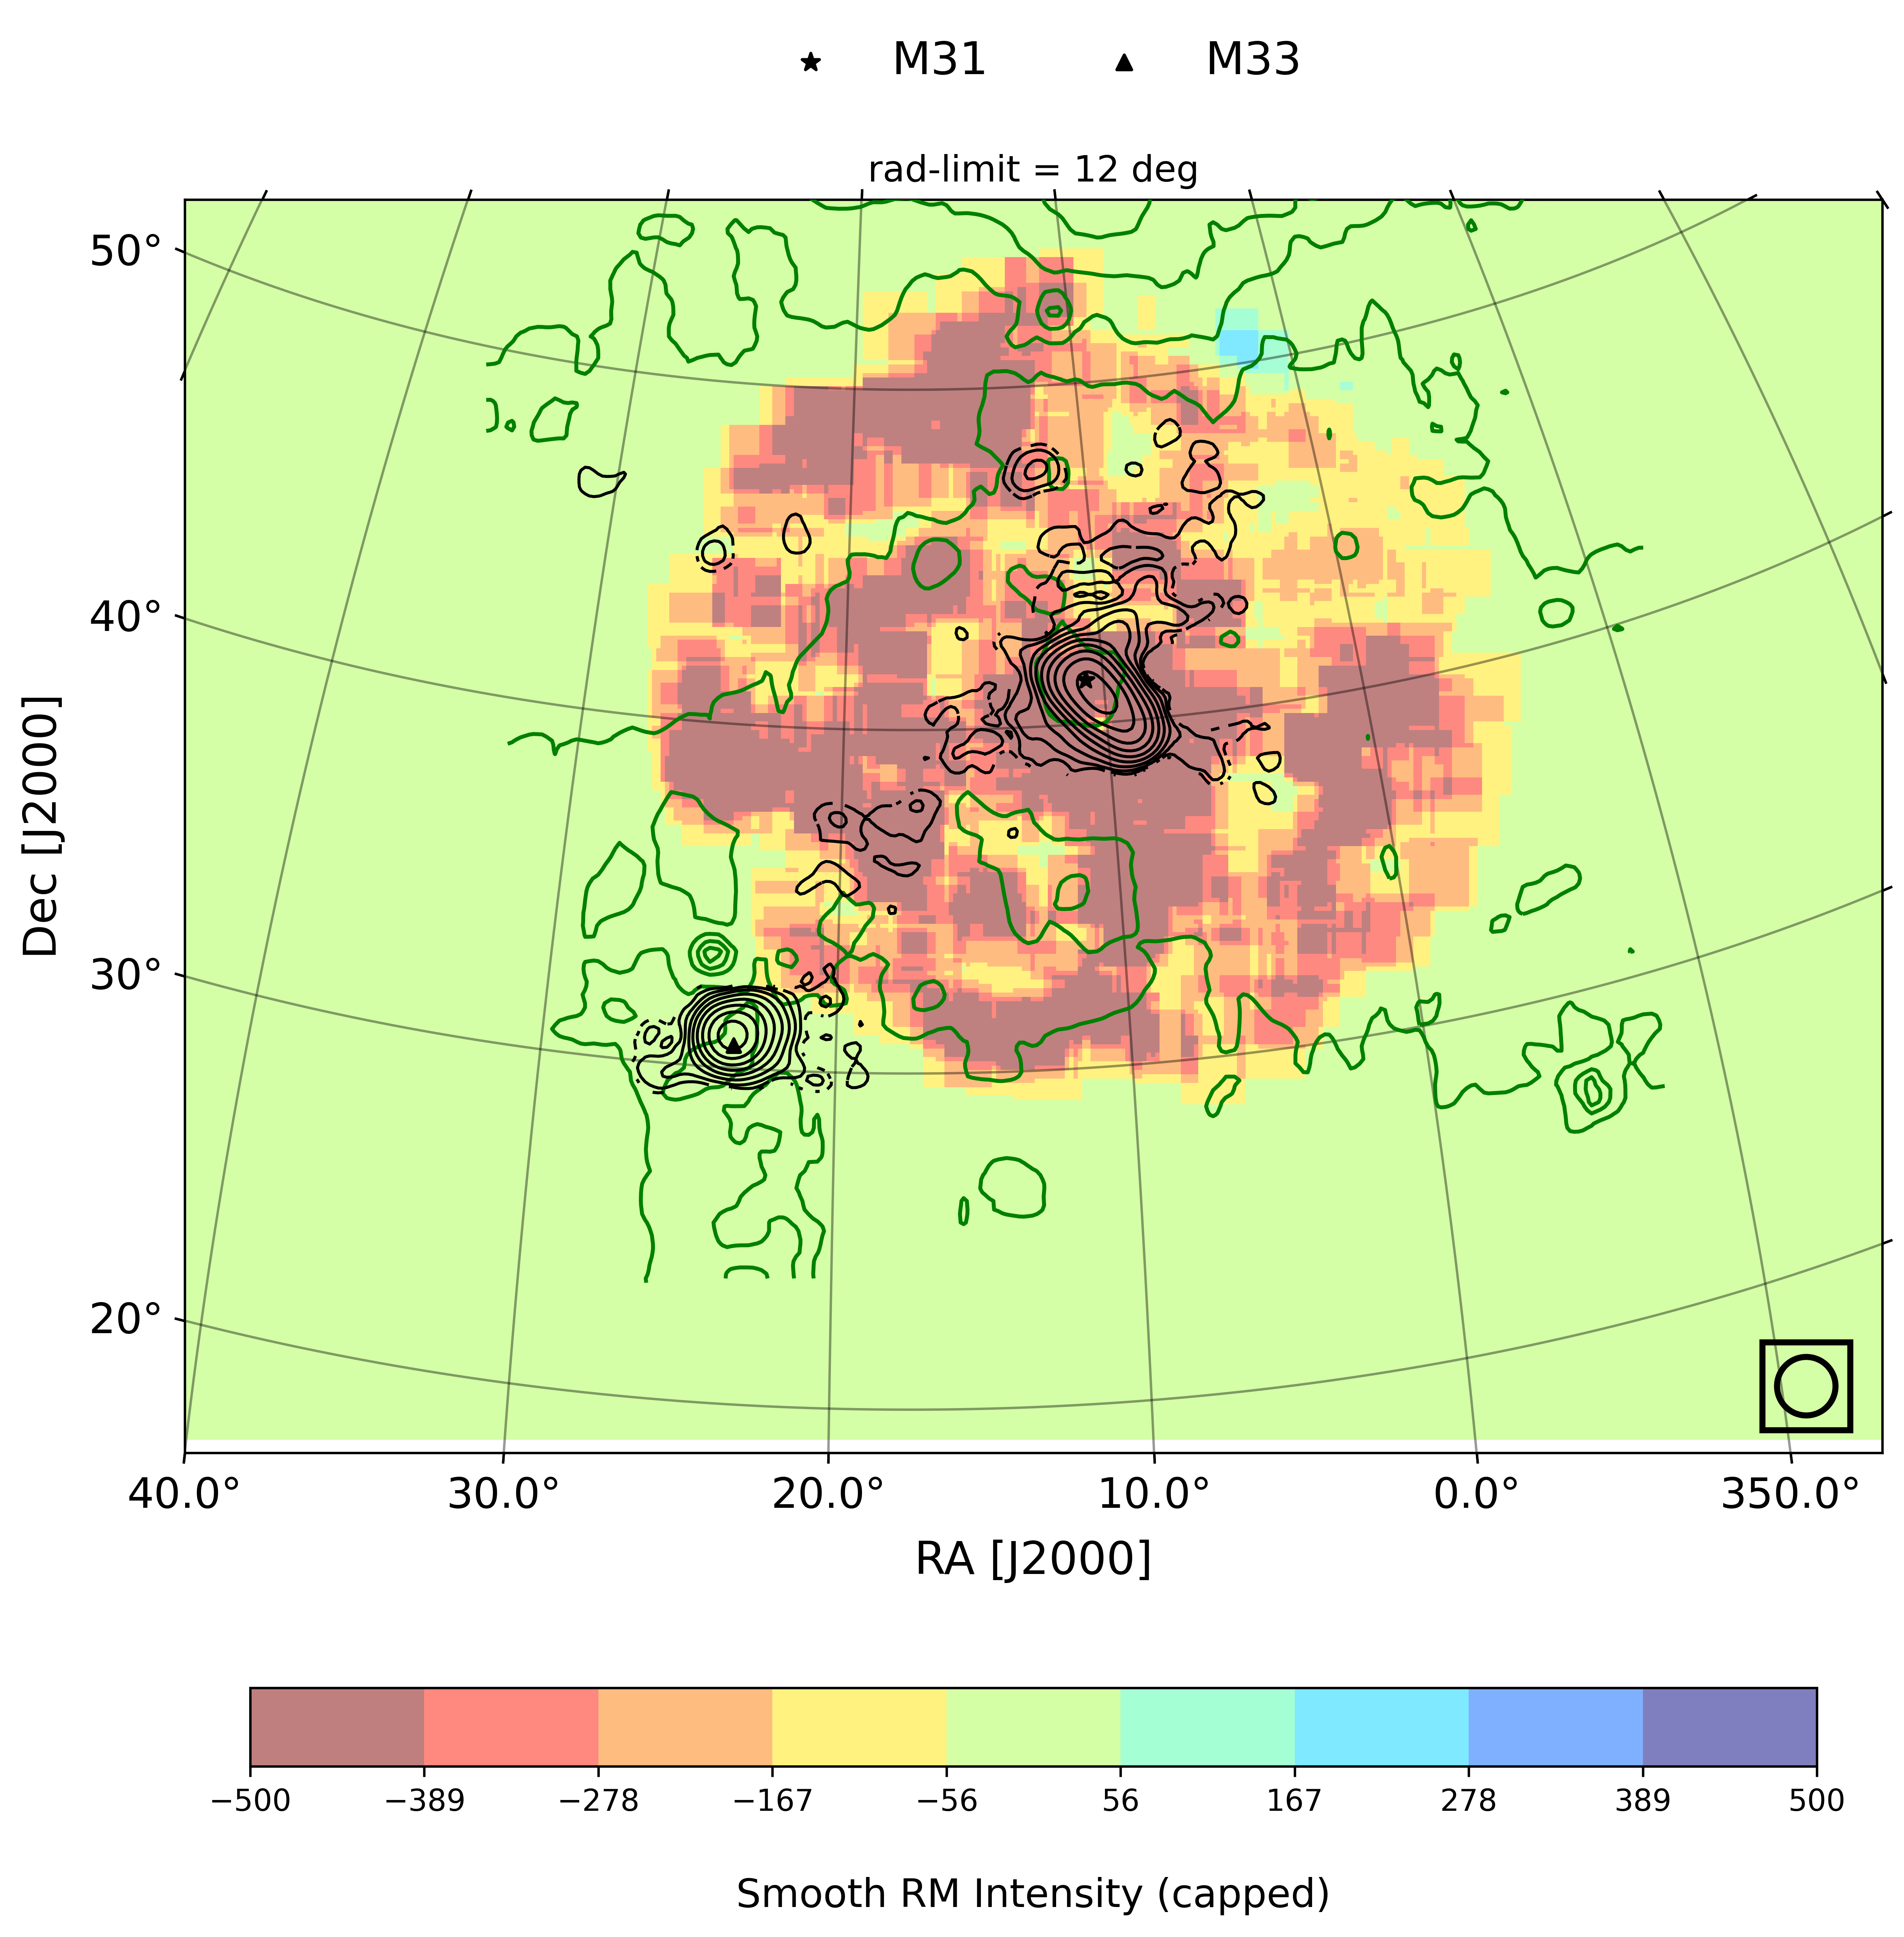 M31 M33
rad-limit = 12 deg
50°
40°
30°
20°
Dec [J2000]
40.0° 30.0° 20.0° 10.0° 0.0° 350.0°
RA [J2000]
−500 −389 −278 −167 −56 56 167 278 389 500
Smooth RM Intensity (capped)